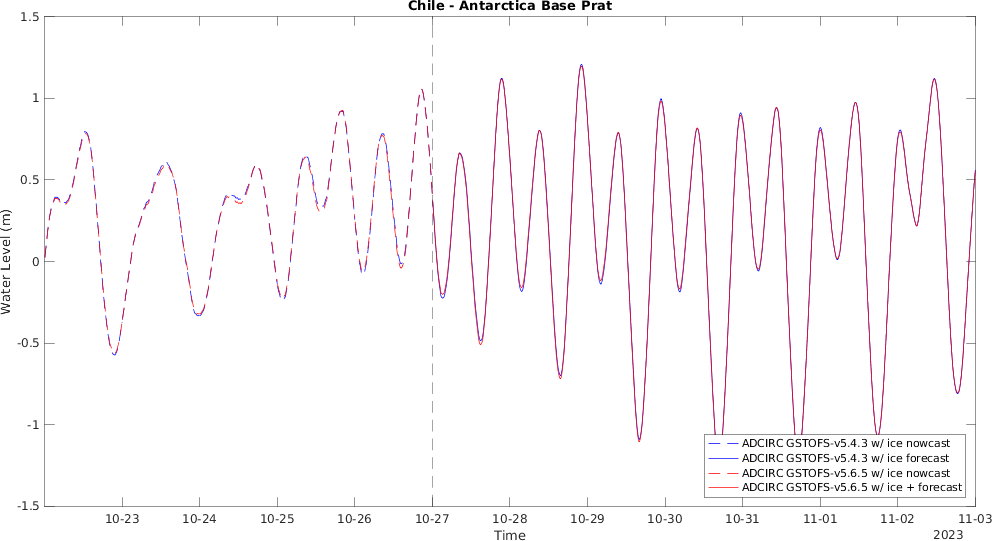 Chile - Antarctica Base Prat
1.5
1
0.5
0
-0.5
-1
-1.5
Water Level (m)
10-23 10-24 10-25 10-26 10-27 10-28 10-29 10-30 10-31 11-01 11-02 11-03
Time
2023
ADCIRC GSTOFS-v5.4.3 w/ ice nowcast
ADCIRC GSTOFS-v5.4.3 w/ ice forecast
ADCIRC GSTOFS-v5.6.5 w/ ice nowcast
ADCIRC GSTOFS-v5.6.5 w/ ice + forecast